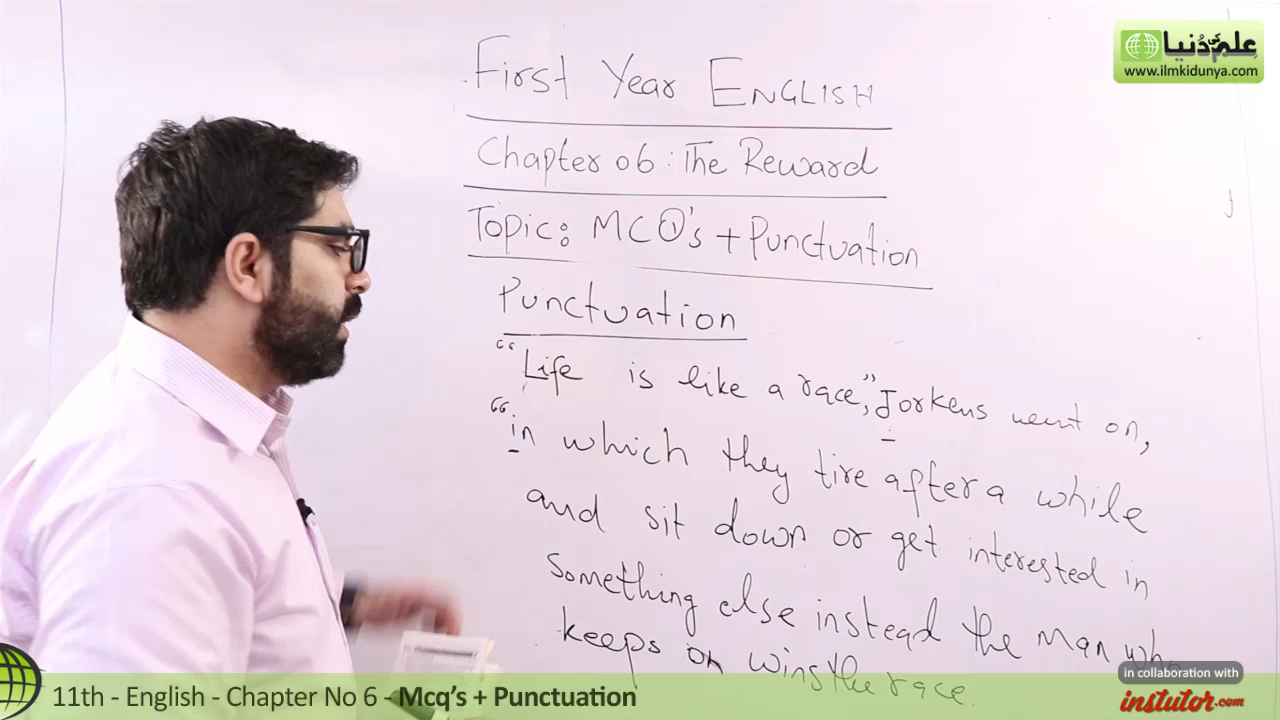 First Year ENGLISH
علم کی دُنیا
www.ilmkidunya.com
Chapter 06: The Reward
Topic: MCQ's + Punctuation
Punctuation
“Life is like a race,” Jorkens went on,
“in which they tire after a while
and sit down or get interested in
something else instead the man who
keeps on wins the race.
in collaboration with
instutor.com
11th - English - Chapter No 6 - Mcq's + Punctuation